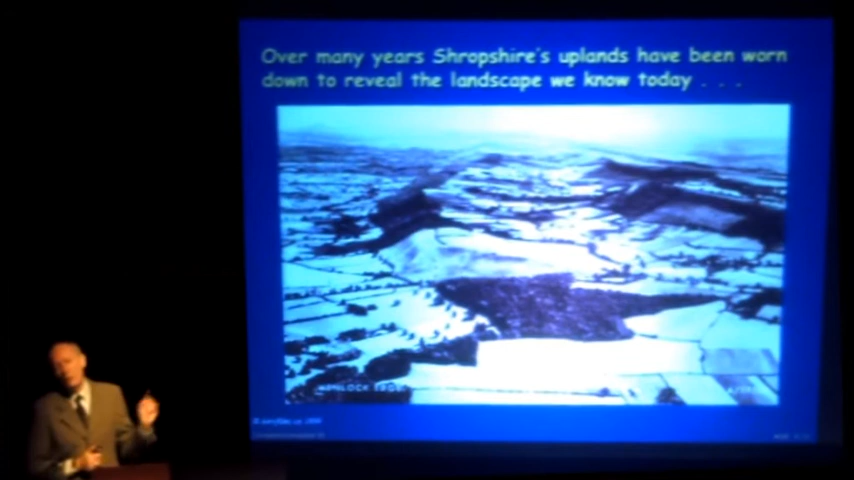 Over many years Shropshire's uplands have been worn
down to reveal the landscape we know today . . .